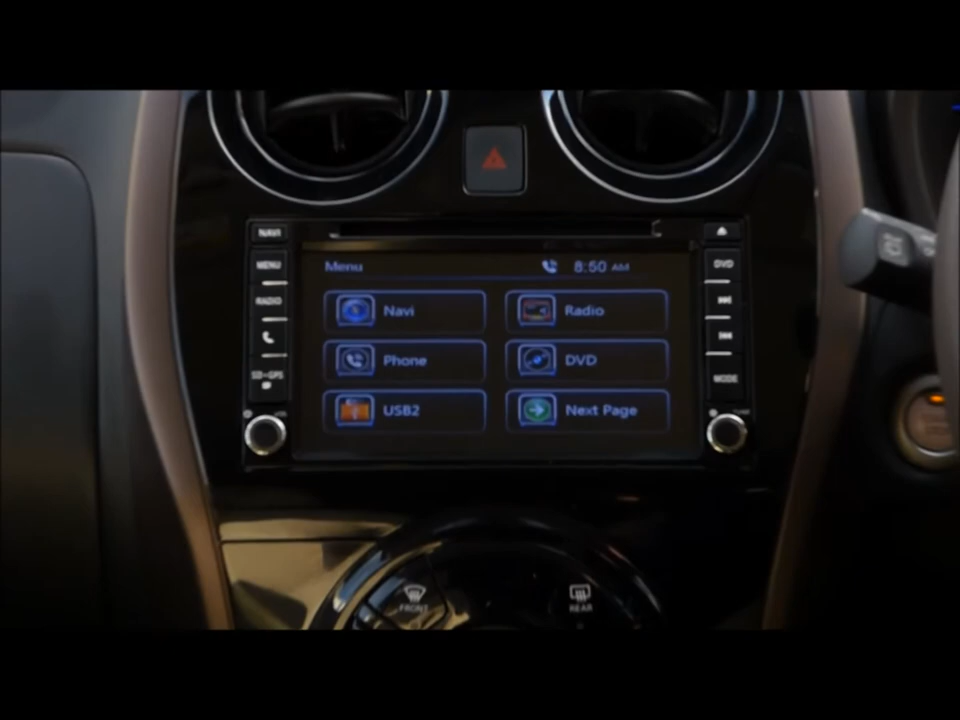 NAVI
MENU
RADIO
SD•GPS
Menu
8:50 AM
Navi
Radio
Phone
DVD
USB2
Next Page
DVD
MODE
FRONT
REAR